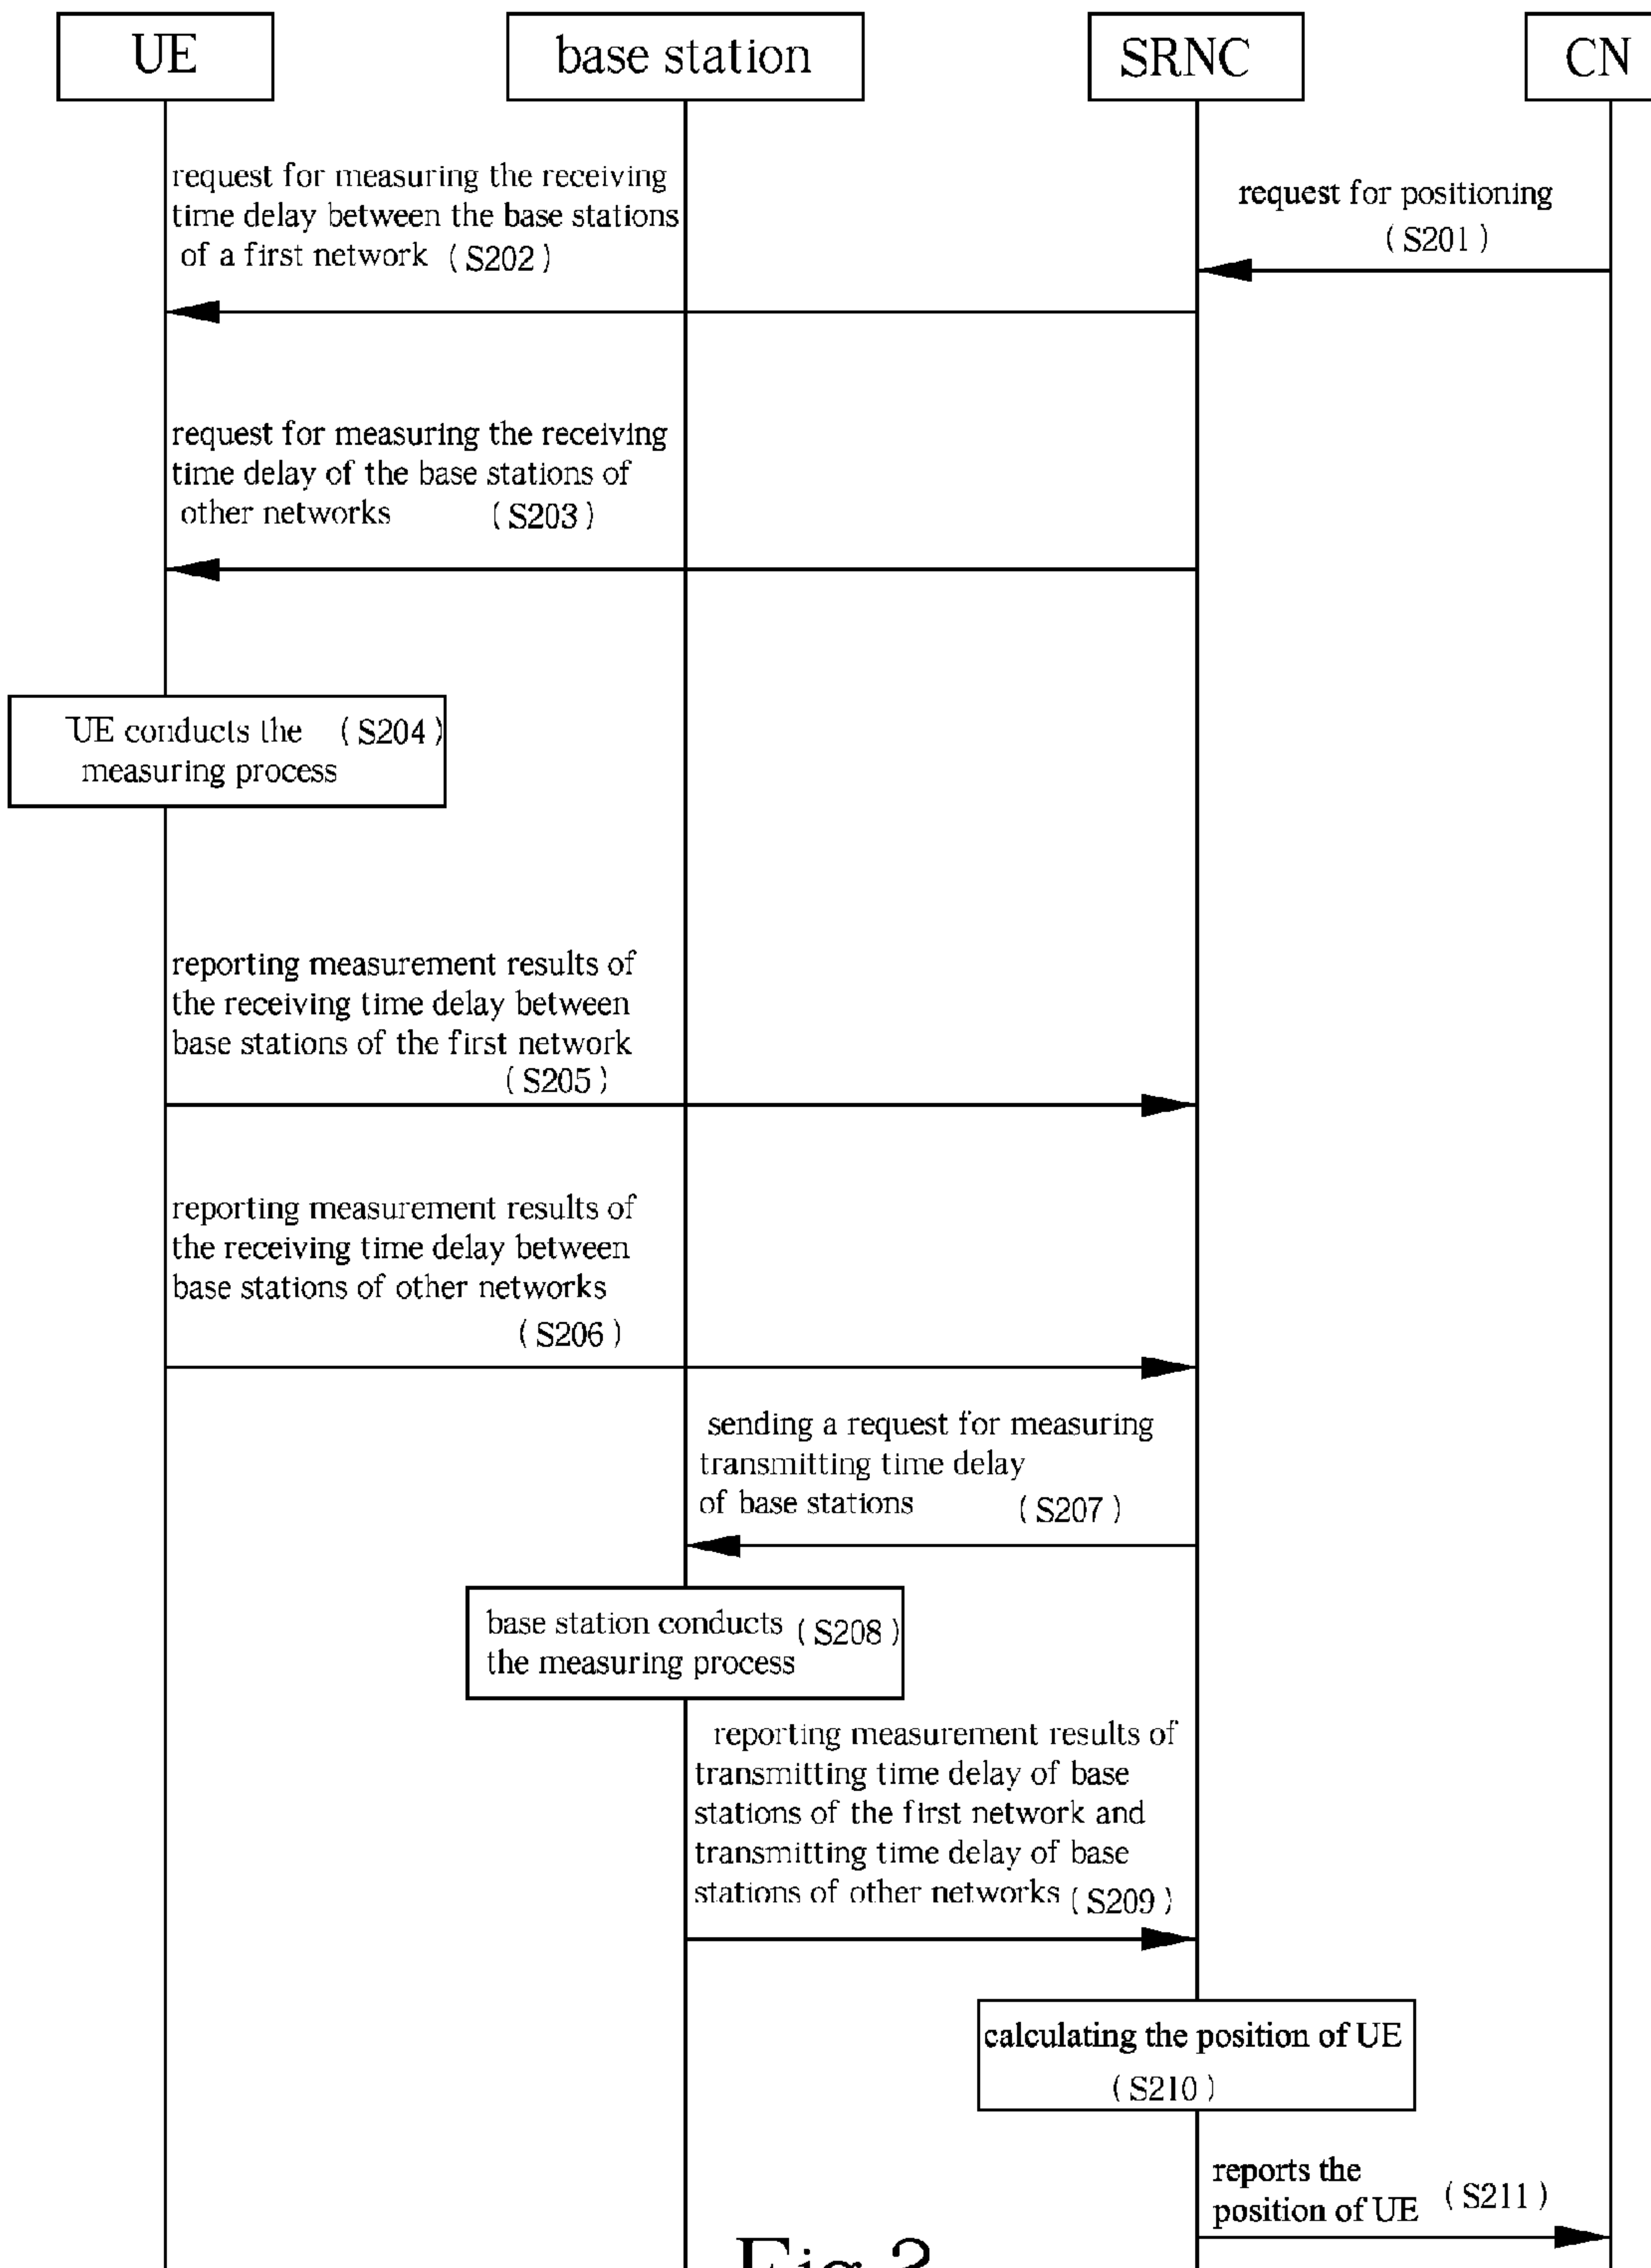 UE
base station
SRNC
CN
request for measuring the receiving
time delay between the base stations
of a first network (S202)
request for positioning
(S201)
request for measuring the receiving
time delay of the base stations of
other networks (S203)
UE conducts the (S204)
measuring process
reporting measurement results of
the receiving time delay between
base stations of the first network
(S205)
reporting measurement results of
the receiving time delay between
base stations of other networks
(S206)
sending a request for measuring
transmitting time delay
of base stations (S207)
base station conducts (S208)
the measuring process
reporting measurement results of
transmitting time delay of base
stations of the first network and
transmitting time delay of base
stations of other networks (S209)
calculating the position of UE
(S210)
reports the
position of UE (S211)